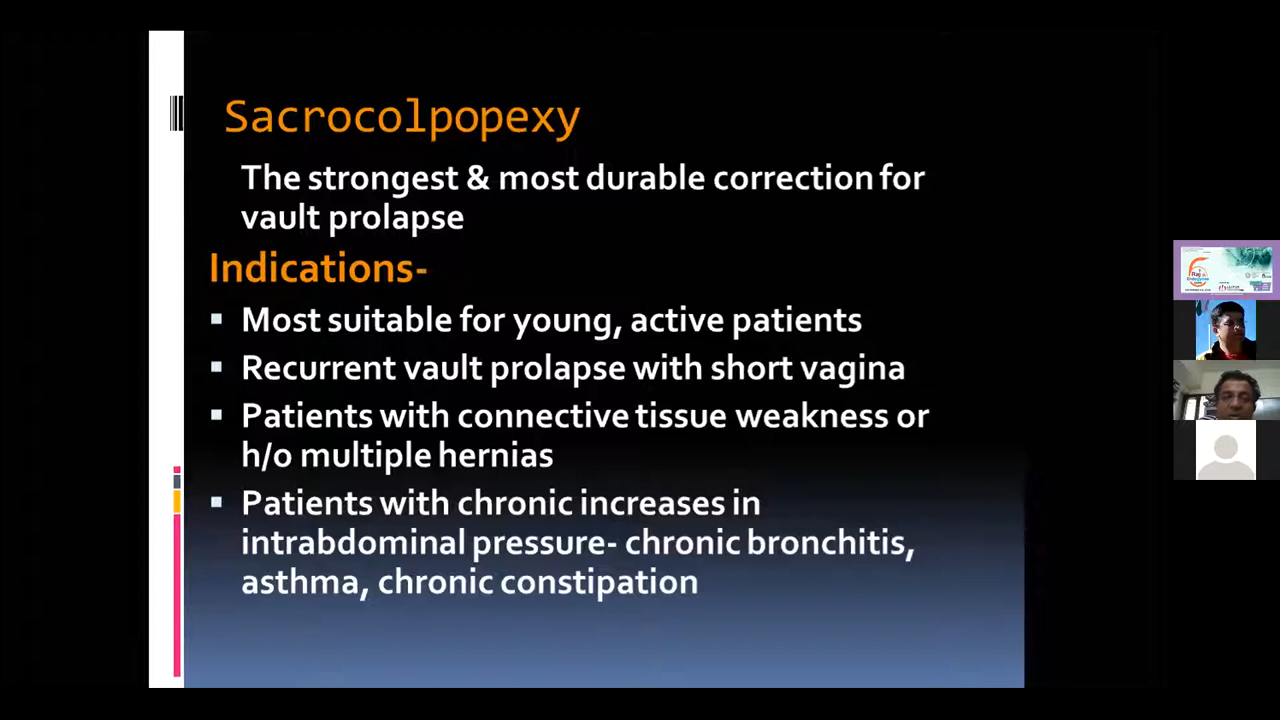 Sacrocolpopexy
The strongest & most durable correction for
vault prolapse
Indications-
Most suitable for young, active patients
Recurrent vault prolapse with short vagina
Patients with connective tissue weakness or
h/o multiple hernias
Patients with chronic increases in
intrabdominal pressure- chronic bronchitis,
asthma, chronic constipation